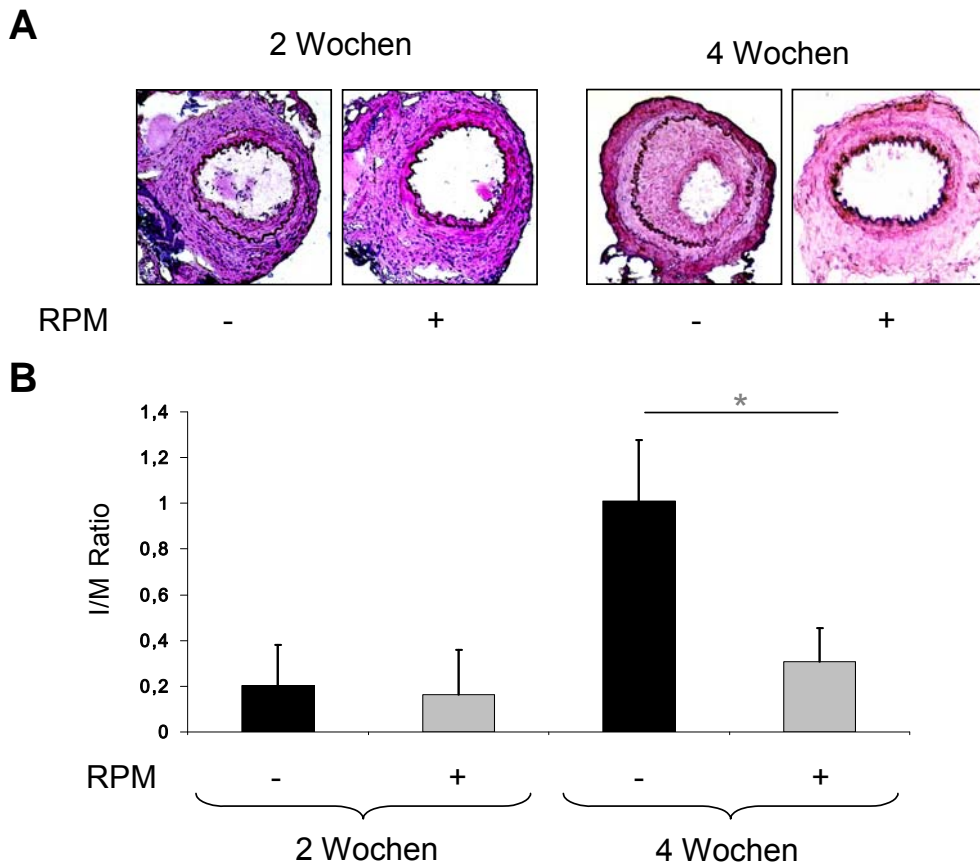 A
2 Wochen
4 Wochen
RPM - + - +
B
I/M Ratio
1,4
1,2
1
0,8
0,6
0,4
0,2
0
*
RPM - + - +
2 Wochen
4 Wochen